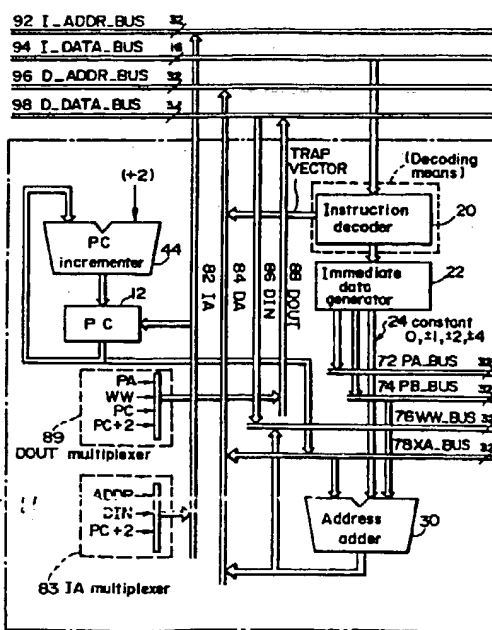 92 I_ADDR_BUS 32
94 I_DATA_BUS 16
96 D_ADDR_BUS 32
98 D_DATA_BUS 32
TRAP VECTOR
(Decoding means)
(+2)
Instruction decoder
20
PC incrementer
44
Immediate data generator
22
12
PC
82 IA
84 DA
86 DIN
88 DOUT
24 constant
0, ±1, ±2, ±4
72 PA_BUS 32
74 PB_BUS 32
76 WW_BUS 32
78 XA_BUS 32
PA
WW
PC
PC+2
89
DOUT multiplexer
ADDR
DIN
PC+2
83 IA multiplexer
Address adder
30